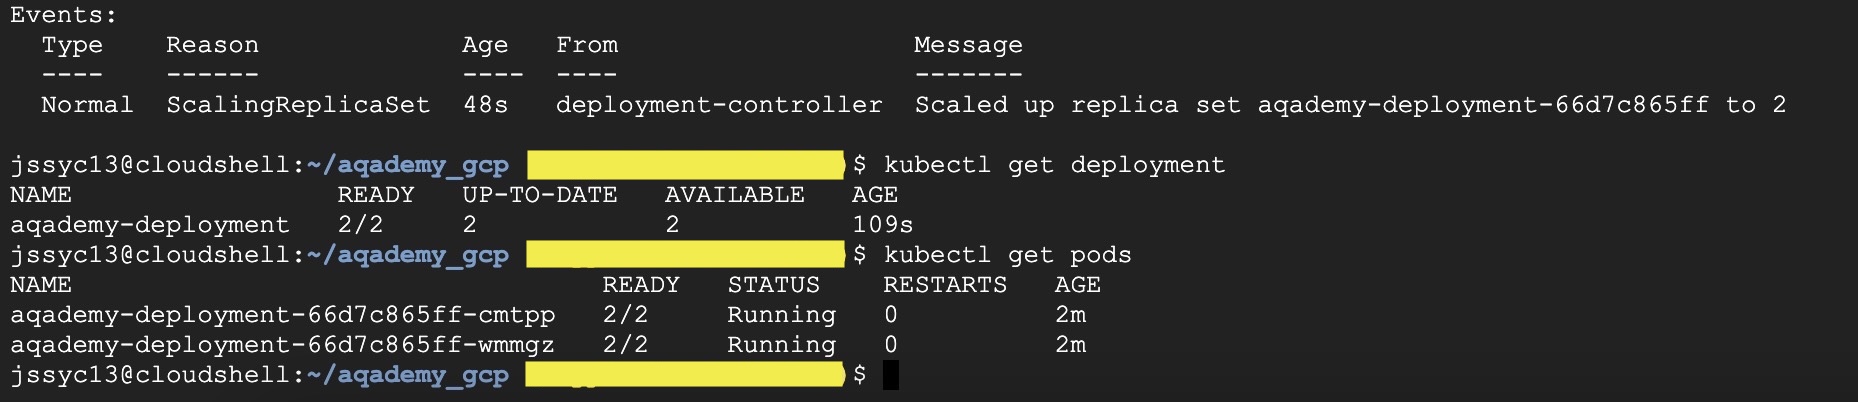 Events:
Type Reason Age From Message
---- ------ ---- ---- -------
Normal ScalingReplicaSet 48s deployment-controller Scaled up replica set aqademy-deployment-66d7c865ff to 2
jssyc13@cloudshell:~/aqademy_gcp $ kubectl get deployment
NAME READY UP-TO-DATE AVAILABLE AGE
aqademy-deployment 2/2 2 2 109s
jssyc13@cloudshell:~/aqademy_gcp $ kubectl get pods
NAME READY STATUS RESTARTS AGE
aqademy-deployment-66d7c865ff-cmtpp 2/2 Running 0 2m
aqademy-deployment-66d7c865ff-wmmgz 2/2 Running 0 2m
jssyc13@cloudshell:~/aqademy_gcp $